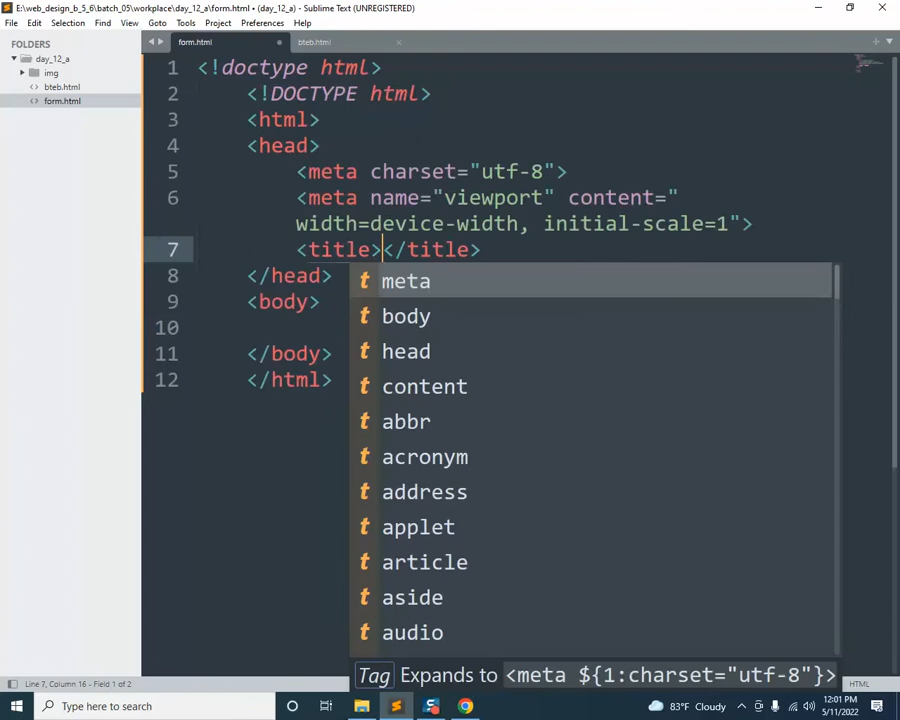 E:\web_design_b_5_6\batch_05\workplace\day_12_a\form.html • (day_12_a) - Sublime Text (UNREGISTERED)
File Edit Selection Find View Goto Tools Project Preferences Help
FOLDERS
day_12_a
img
bteb.html
form.html
form.html
bteb.html
1 <!doctype html>
2 <!DOCTYPE html>
3 <html>
4 <head>
5 <meta charset="utf-8">
6 <meta name="viewport" content="
width=device-width, initial-scale=1">
7 <title></title>
8 </head>
9 <body>
10
11 </body>
12 </html>
t meta
t body
t head
t content
t abbr
t acronym
t address
t applet
t article
t aside
t audio
Tag Expands to <meta ${1:charset="utf-8"}>
Line 7, Column 16 - Field 1 of 2
HTML
Type here to search
83°F Cloudy
12:01 PM
5/11/2022